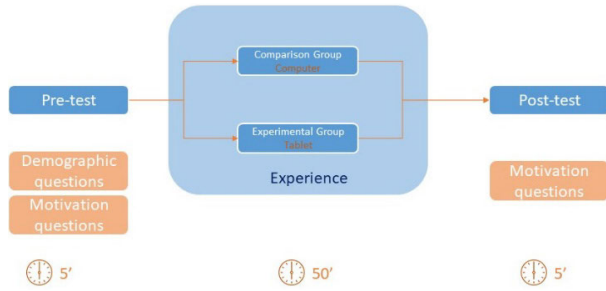 Comparison Group
Computer
Pre-test
Post-test
Experimental Group
Tablet
Demographic
questions
Motivation
questions
Experience
Motivation
questions
5’
50’
5’